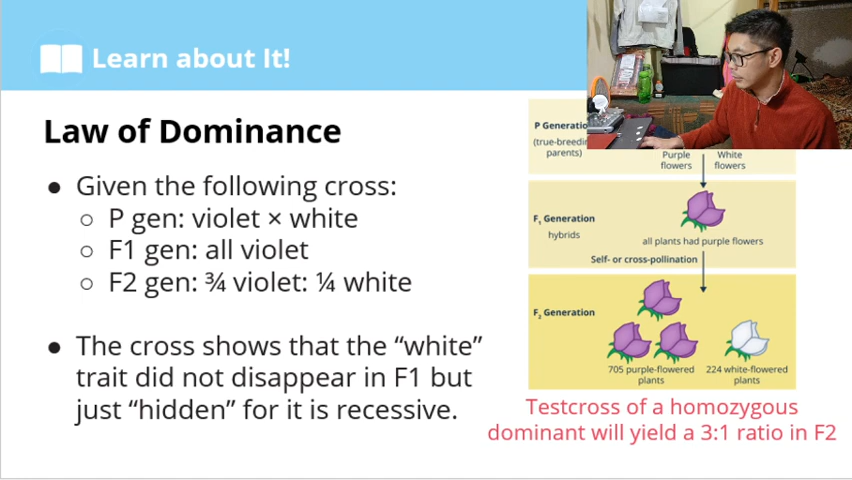 Learn about It!
Law of Dominance
● Given the following cross:
○ P gen: violet × white
○ F1 gen: all violet
○ F2 gen: ¾ violet: ¼ white
● The cross shows that the “white”
trait did not disappear in F1 but
just “hidden” for it is recessive.
P
(true-breeding
parents)
Purple
flowers
White
flowers
F₁ Generation
hybrids
all plants had purple flowers
Self- or cross-pollination
F₂ Generation
705 purple-flowered
plants
224 white-flowered
plants
Testcross of a homozygous
dominant will yield a 3:1 ratio in F2